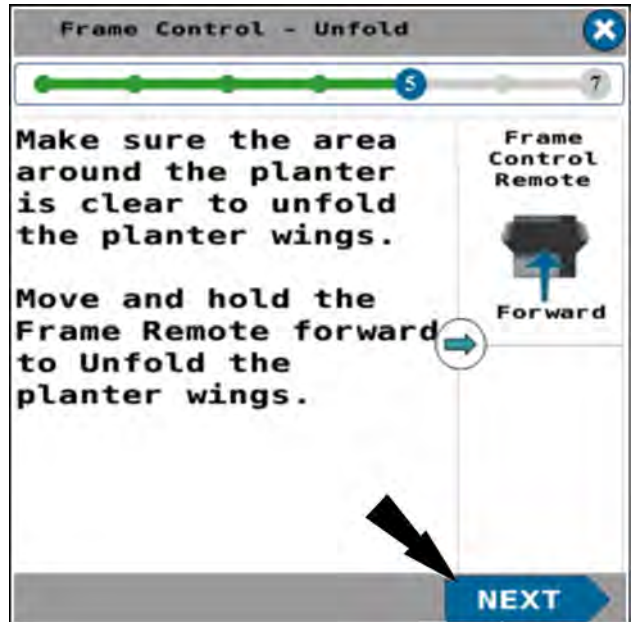 Frame Control - Unfold
5
7
Make sure the area
around the planter
is clear to unfold
the planter wings.
Move and hold the
Frame Remote forward
to Unfold the
planter wings.
Frame
Control
Remote
Forward
NEXT